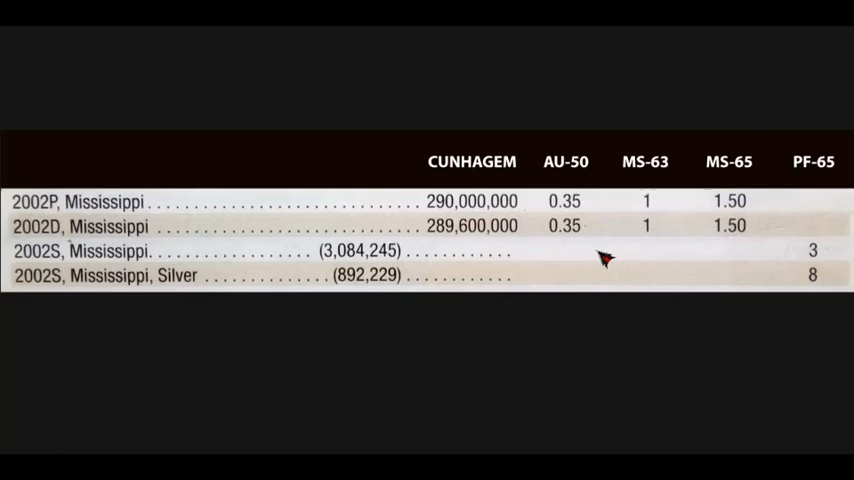 CUNHAGEM AU-50 MS-63 MS-65 PF-65
2002P, Mississippi . . . . . . . . . . . . . . . . . . . . . . . . . . . . . . 290,000,000 0.35 1 1.50
2002D, Mississippi . . . . . . . . . . . . . . . . . . . . . . . . . . . . . 289,600,000 0.35 1 1.50
2002S, Mississippi. . . . . . . . . . . . . . . . . . (3,084,245) . . . . . . . . . . . . 3
2002S, Mississippi, Silver . . . . . . . . . . . . (892,229) . . . . . . . . . . . . 8